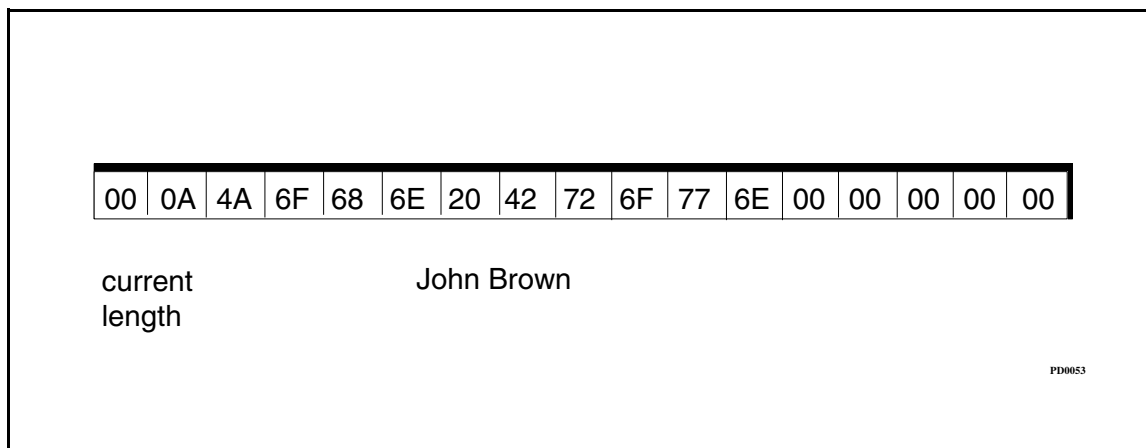 00 0A 4A 6F 68 6E 20 42 72 6F 77 6E 00 00 00 00 00
current
length
John Brown
PD0053